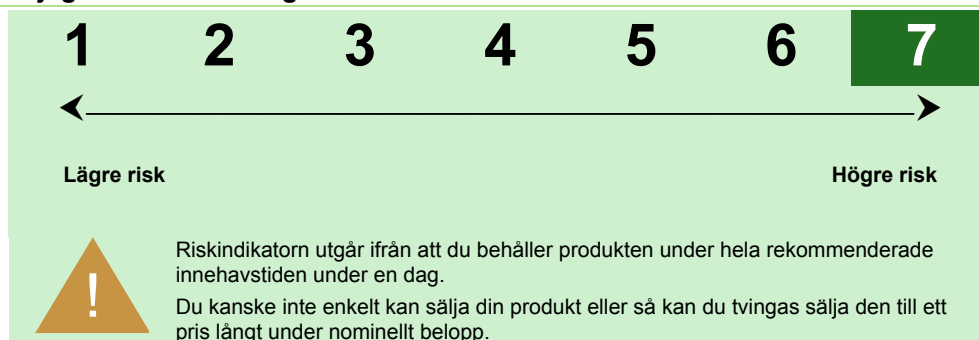 1 2 3 4 5 6 7
Lägre risk Högre risk
!
Riskindikatorn utgår ifrån att du behåller produkten under hela rekommenderade
innehavstiden under en dag.
Du kanske inte enkelt kan sälja din produkt eller så kan du tvingas sälja den till ett
pris långt under nominellt belopp.